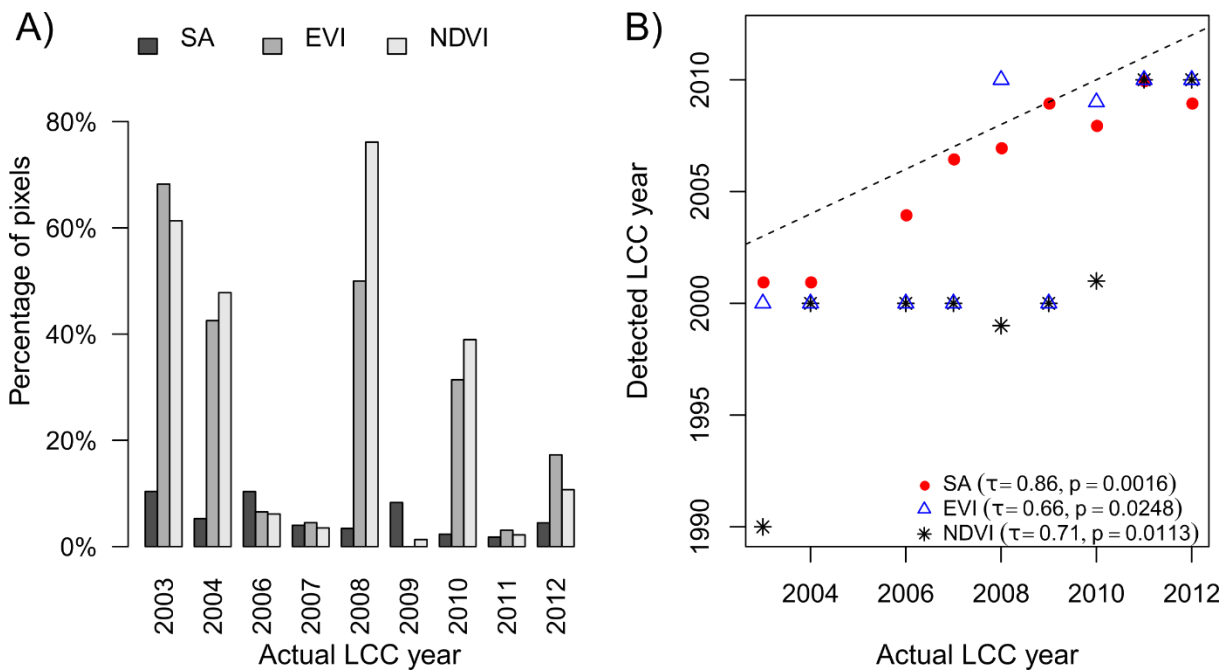 A)
SA EVI NDVI
Percentage of pixels
80%
60%
40%
20%
0%
2003 2004 2006 2007 2008 2009 2010 2011 2012
Actual LCC year
B)
Detected LCC year
2010
2005
2000
1995
1990
SA (τ = 0.86, p = 0.0016)
EVI (τ = 0.66, p = 0.0248)
NDVI (τ = 0.71, p = 0.0113)
2004 2006 2008 2010 2012
Actual LCC year